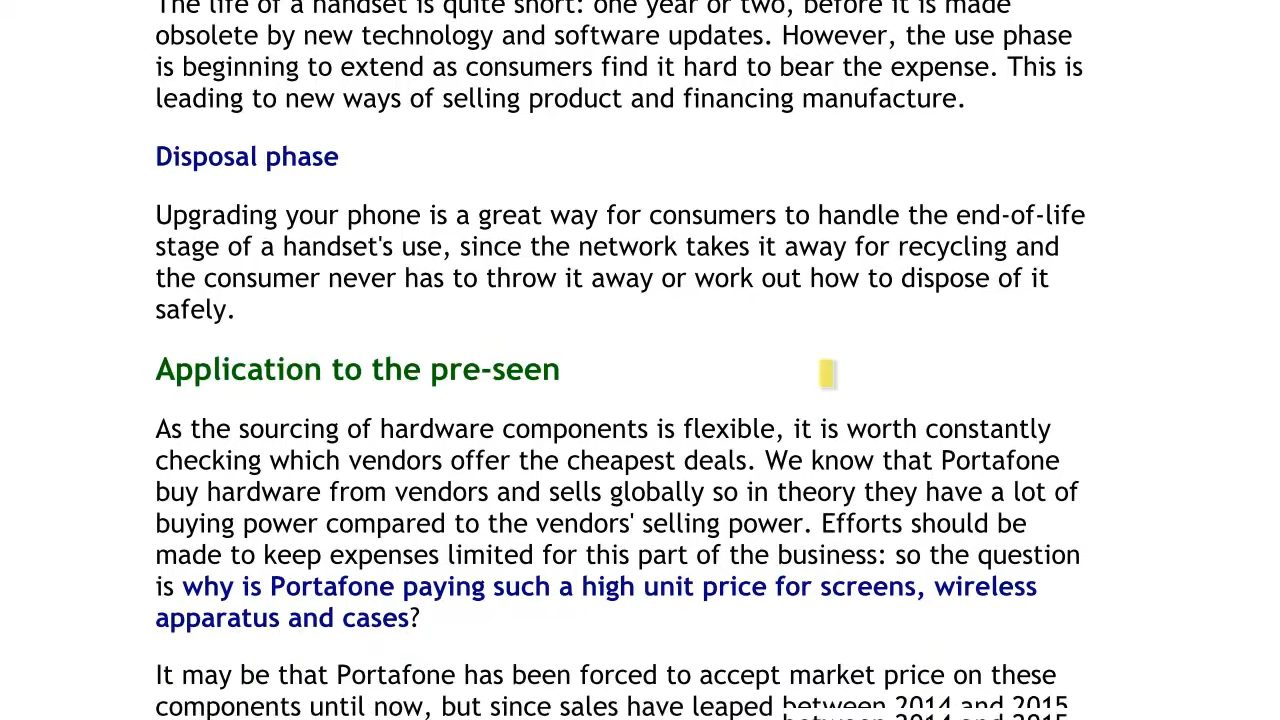 The life of a handset is quite short: one year or two, before it is made
obsolete by new technology and software updates. However, the use phase
is beginning to extend as consumers find it hard to bear the expense. This is
leading to new ways of selling product and financing manufacture.
Disposal phase
Upgrading your phone is a great way for consumers to handle the end-of-life
stage of a handset's use, since the network takes it away for recycling and
the consumer never has to throw it away or work out how to dispose of it
safely.
Application to the pre-seen
As the sourcing of hardware components is flexible, it is worth constantly
checking which vendors offer the cheapest deals. We know that Portafone
buy hardware from vendors and sells globally so in theory they have a lot of
buying power compared to the vendors' selling power. Efforts should be
made to keep expenses limited for this part of the business: so the question
is why is Portafone paying such a high unit price for screens, wireless
apparatus and cases?
It may be that Portafone has been forced to accept market price on these
components until now, but since sales have leaped between 2014 and 2015